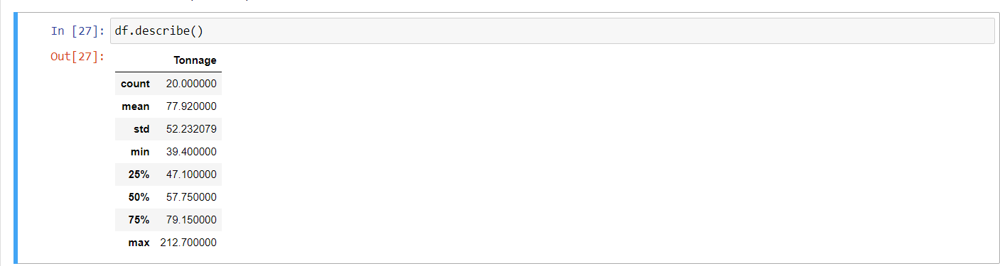 In [27]: df.describe()
Out[27]:
Tonnage
count 20.000000
mean 77.920000
std 52.232079
min 39.400000
25% 47.100000
50% 57.750000
75% 79.150000
max 212.700000